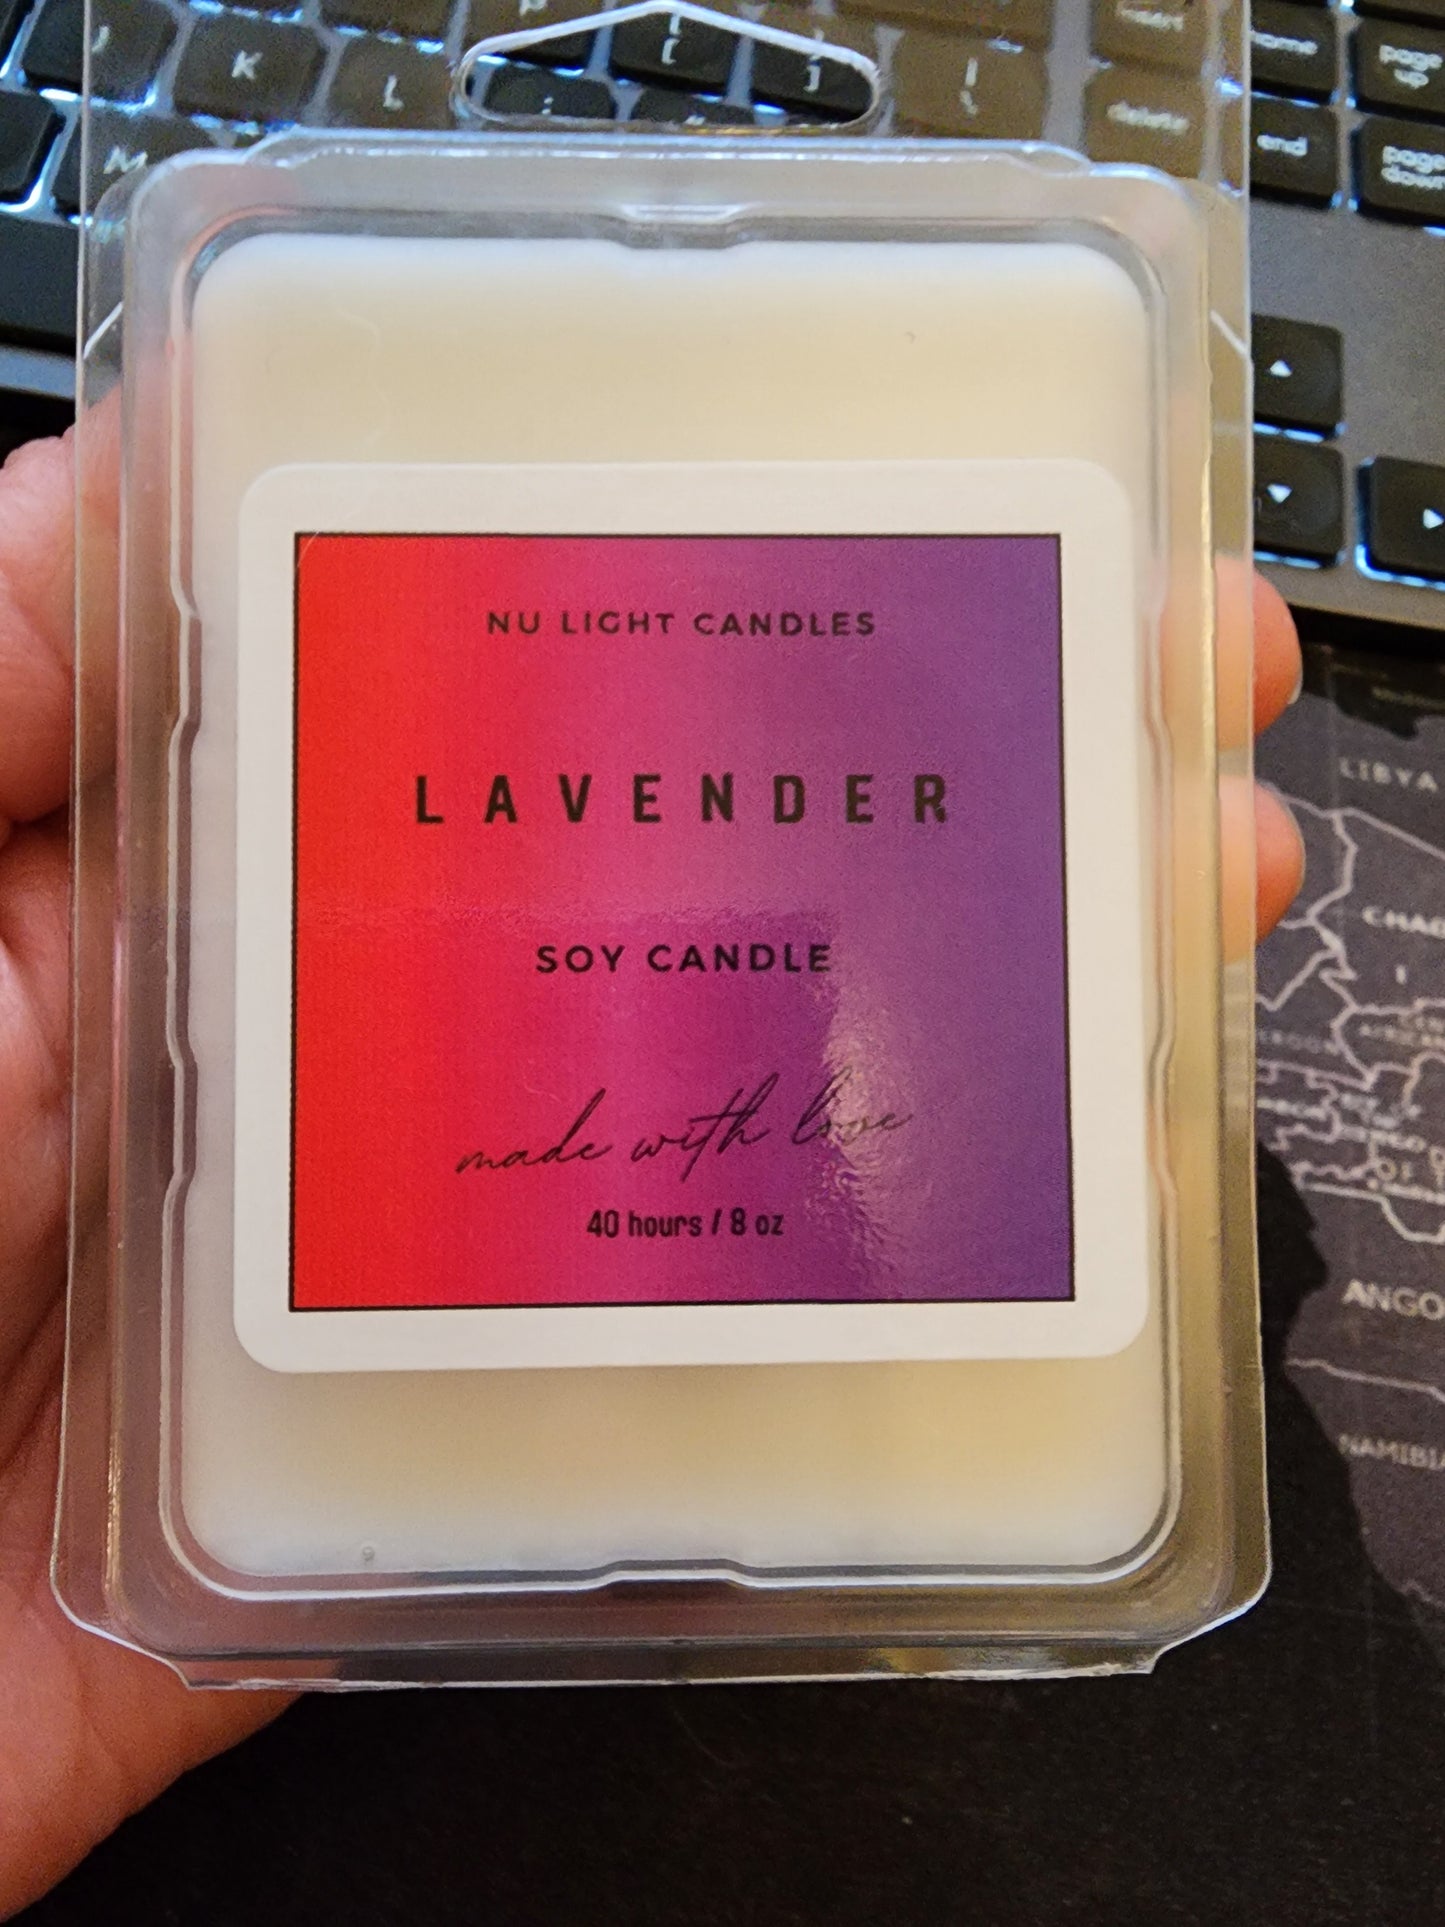 J
K
L
M
P
[
]
;
insert
delete
home
end
page
up
page
down
NU LIGHT CANDLES
LAVENDER
SOY CANDLE
made with love
40 hours / 8 oz
LIBYA
CHAD
ANGO
NAMIBIA